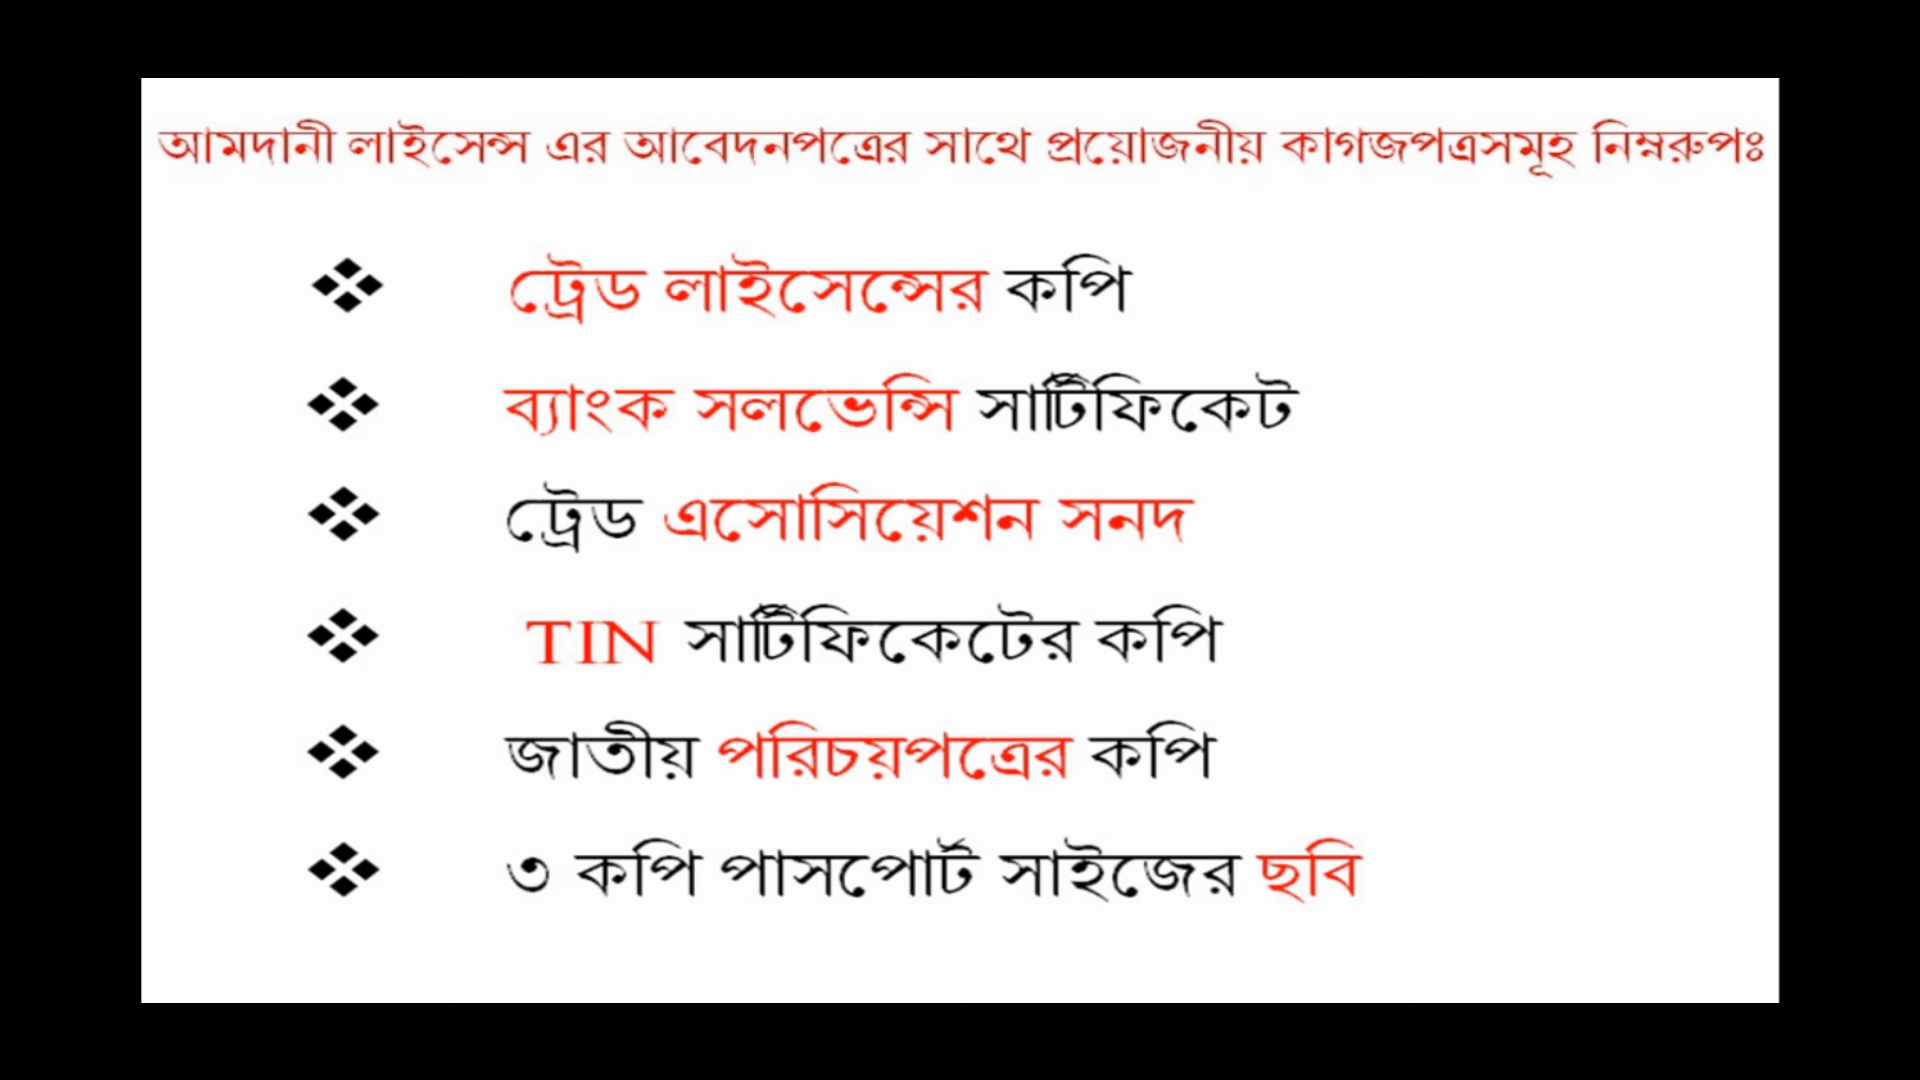 আমদানী লাইসেন্স এর আবেদনপত্রের সাথে প্রয়োজনীয় কাগজপত্রসমূহ নিম্নরুপঃ
❖ ট্রেড লাইসেন্সের কপি
❖ ব্যাংক সলভেন্সি সার্টিফিকেট
❖ ট্রেড এসোসিয়েশন সনদ
❖ TIN সার্টিফিকেটের কপি
❖ জাতীয় পরিচয়পত্রের কপি
❖ ৩ কপি পাসপোর্ট সাইজের ছবি